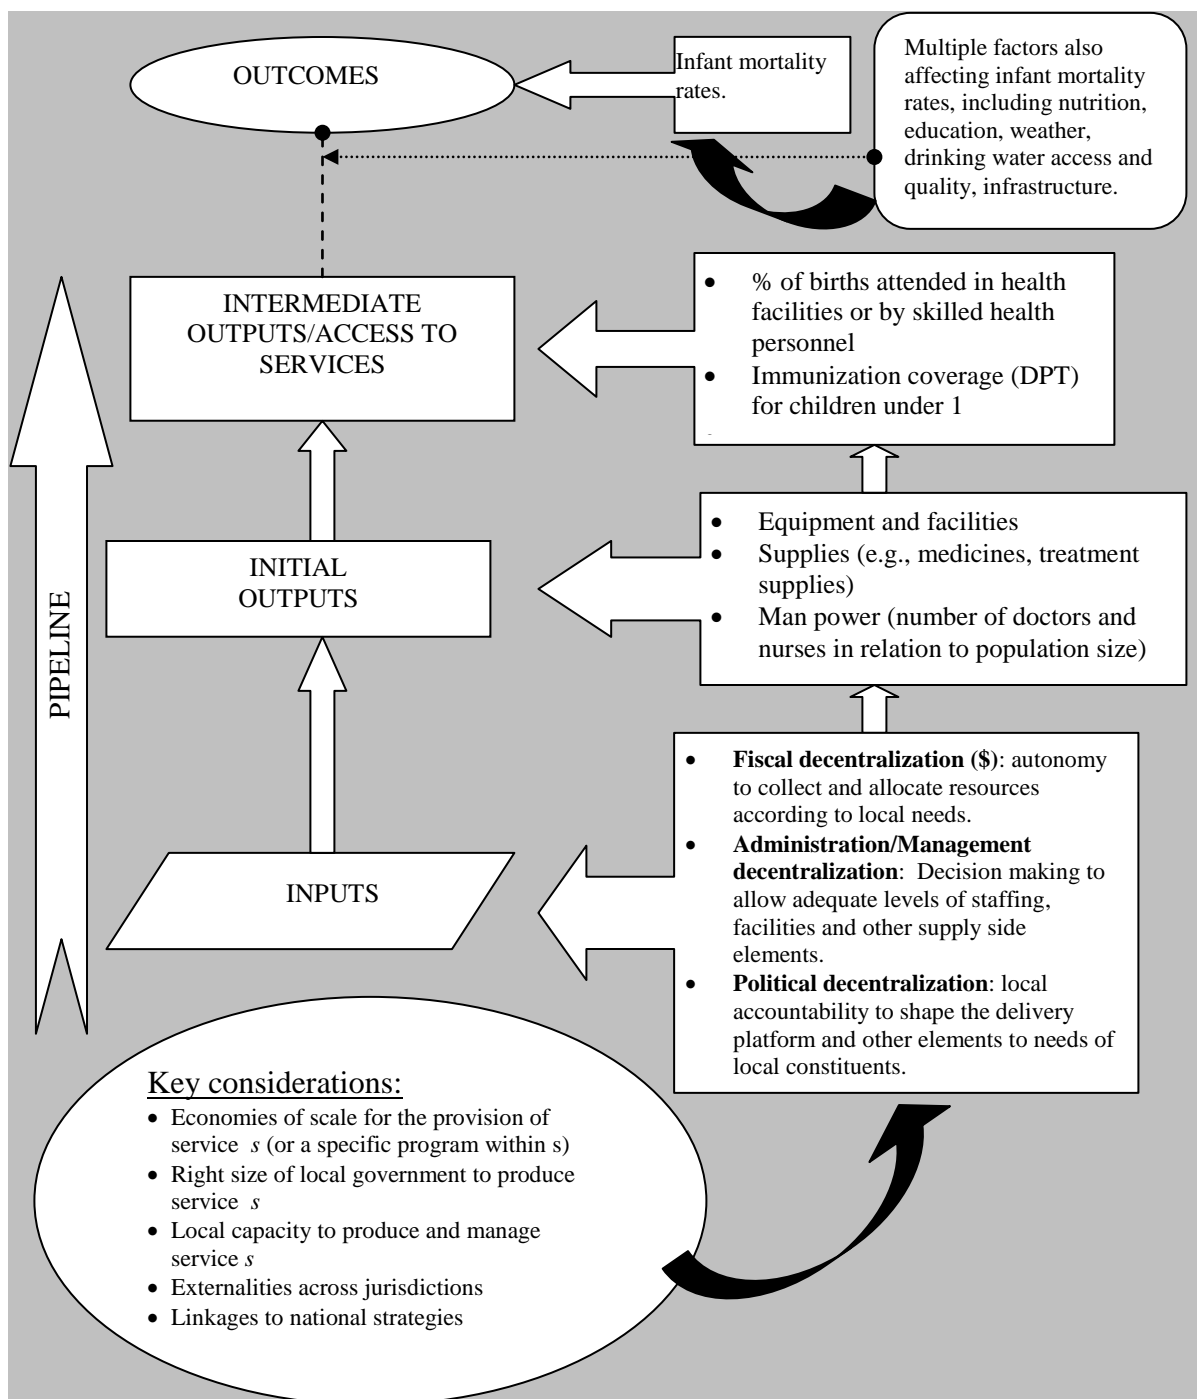 OUTCOMES
Infant mortality
rates.
Multiple factors also
affecting infant mortality
rates, including nutrition,
education, weather,
drinking water access and
quality, infrastructure.
INTERMEDIATE
OUTPUTS/ACCESS TO
SERVICES
• % of births attended in health
facilities or by skilled health
personnel
• Immunization coverage (DPT)
for children under 1
PIPELINE
INITIAL
OUTPUTS
• Equipment and facilities
• Supplies (e.g., medicines, treatment
supplies)
• Man power (number of doctors and
nurses in relation to population size)
INPUTS
• Fiscal decentralization ($): autonomy
to collect and allocate resources
according to local needs.
• Administration/Management
decentralization:  Decision making to
allow adequate levels of staffing,
facilities and other supply side
elements.
• Political decentralization: local
accountability to shape the delivery
platform and other elements to needs of
local constituents.
Key considerations:
• Economies of scale for the provision of
service  s (or a specific program within s)
• Right size of local government to produce
service  s
• Local capacity to produce and manage
service s
• Externalities across jurisdictions
• Linkages to national strategies